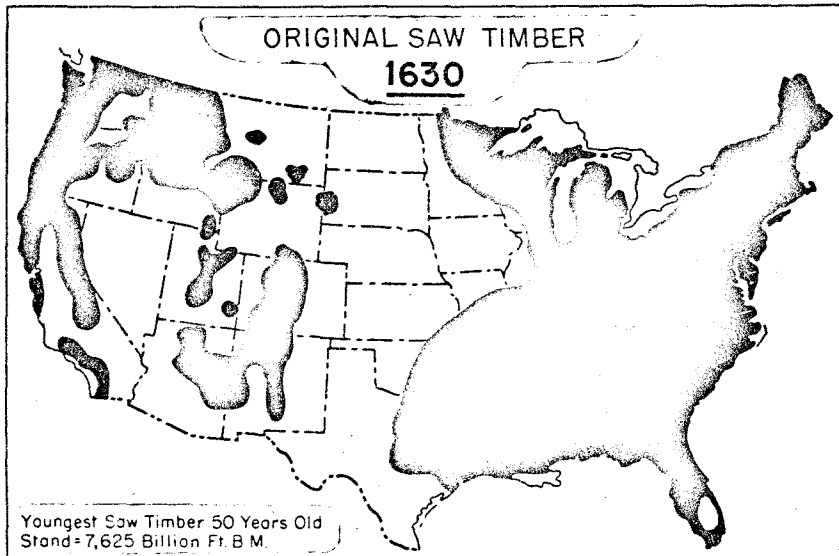 ORIGINAL SAW TIMBER
1630
Youngest Saw Timber 50 Years Old
Stand=7,625 Billion Ft. B M.